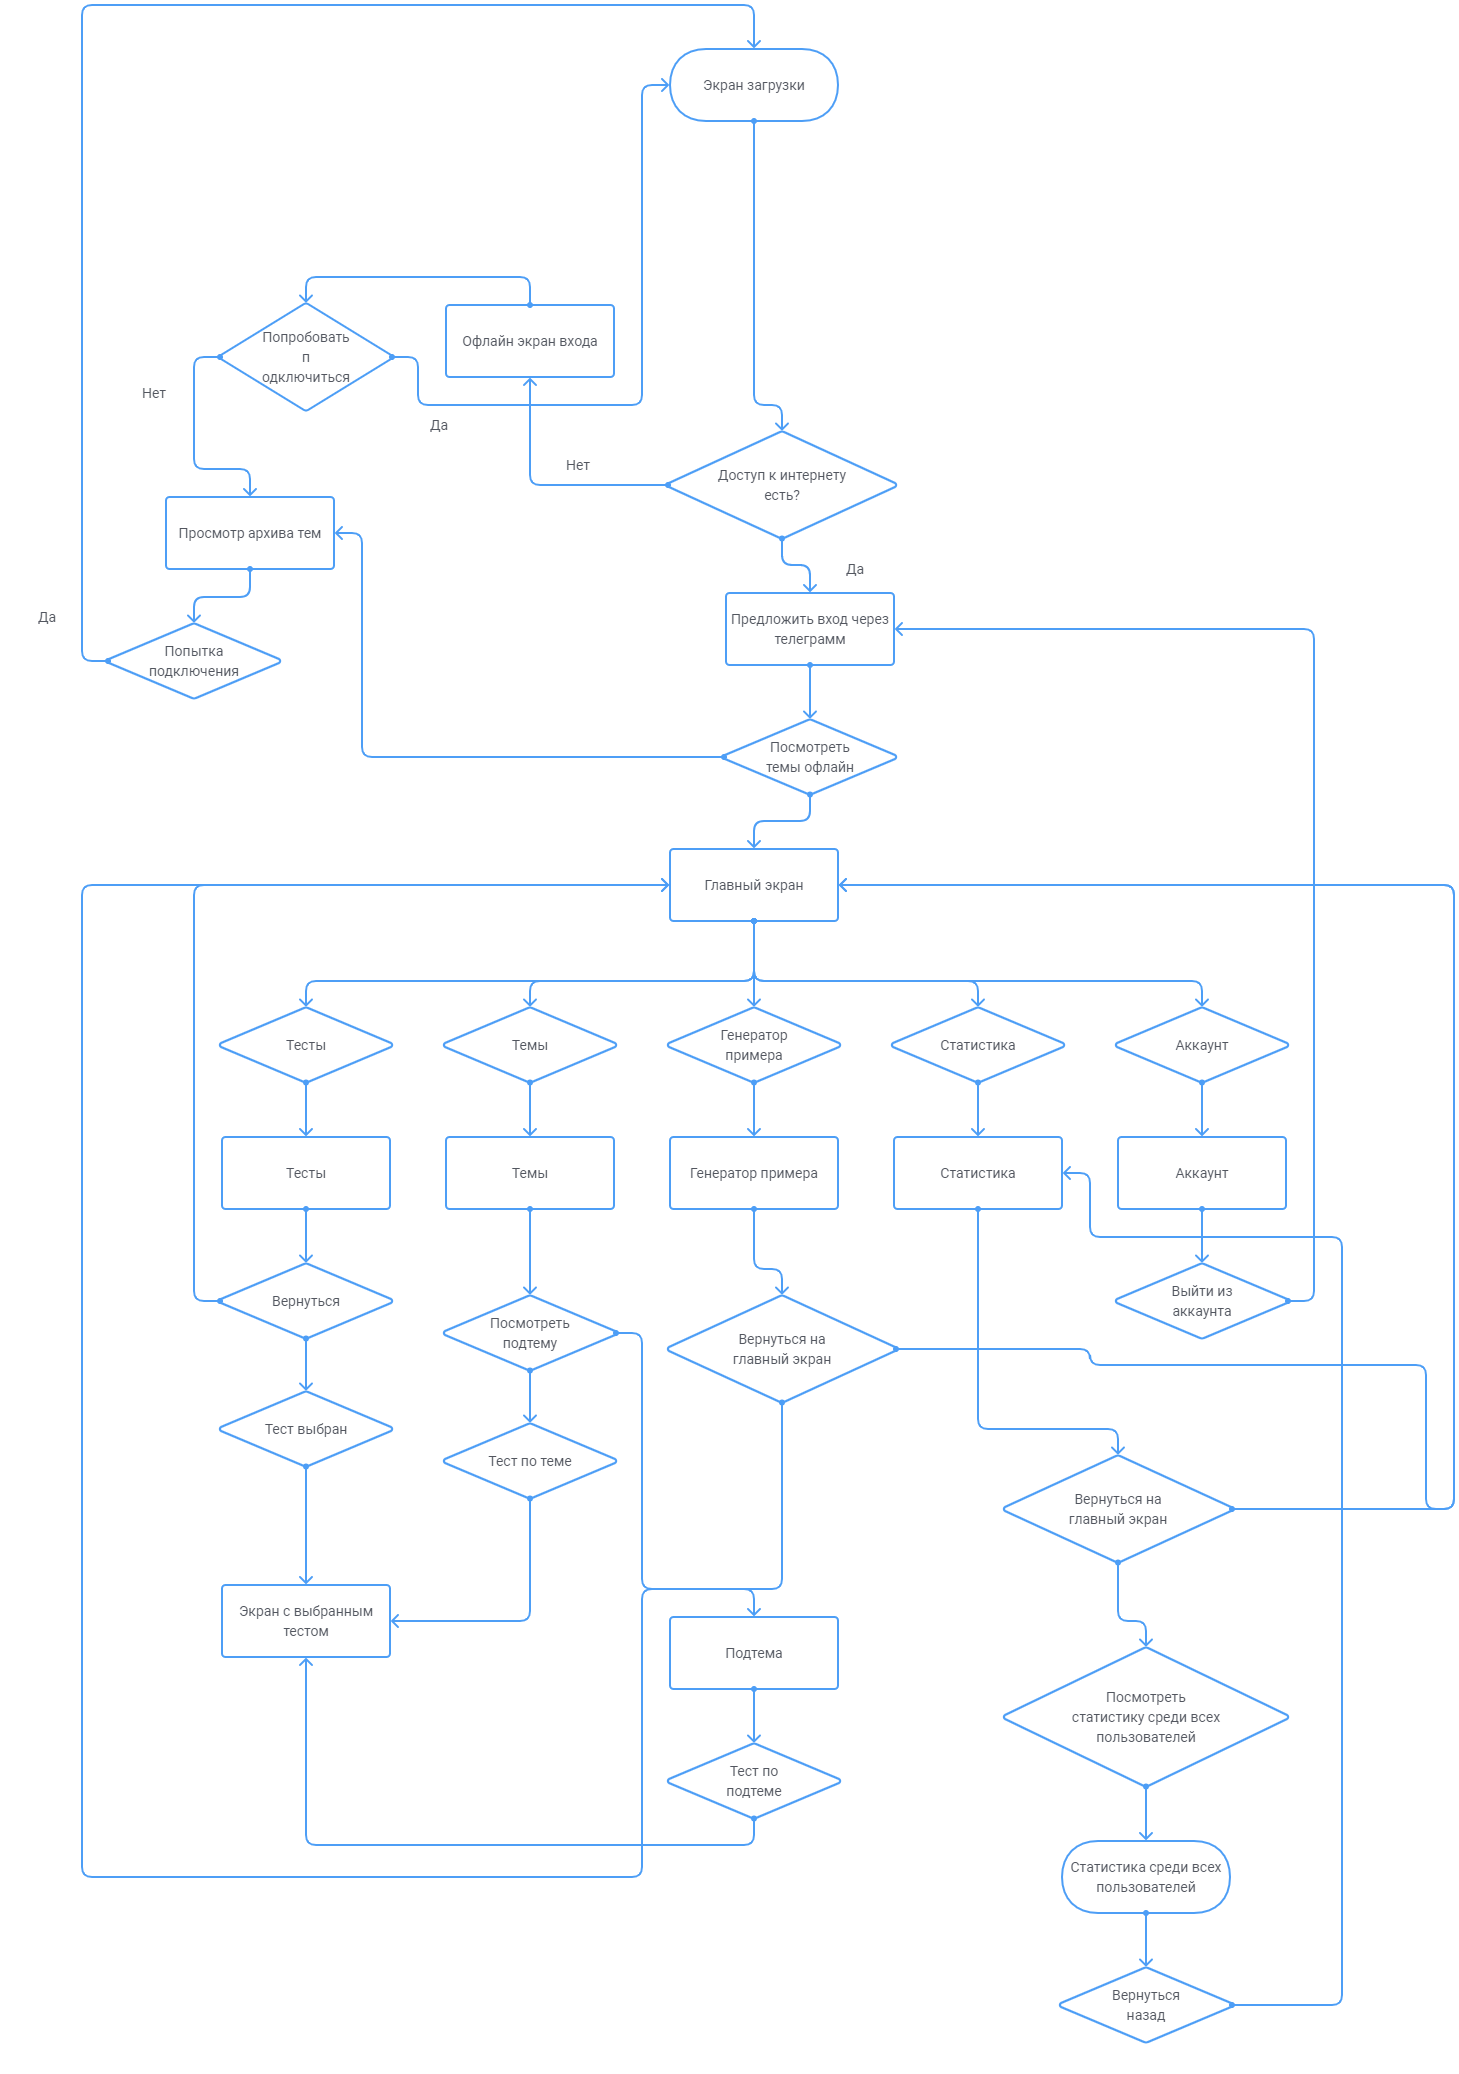 Экран загрузки
Попробовать
п
одключиться
Офлайн экран входа
Нет
Да
Нет
Доступ к интернету
есть?
Просмотр архива тем
Да
Да
Попытка
подключения
Предложить вход через
телеграмм
Посмотреть
темы офлайн
Главный экран
Тесты
Темы
Генератор
примера
Статистика
Аккаунт
Тесты
Темы
Генератор примера
Статистика
Аккаунт
Вернуться
Посмотреть
подтему
Вернуться на
главный экран
Выйти из
аккаунта
Тест выбран
Тест по теме
Вернуться на
главный экран
Экран с выбранным
тестом
Подтема
Посмотреть
статистику среди всех
пользователей
Тест по
подтеме
Статистика среди всех
пользователей
Вернуться
назад